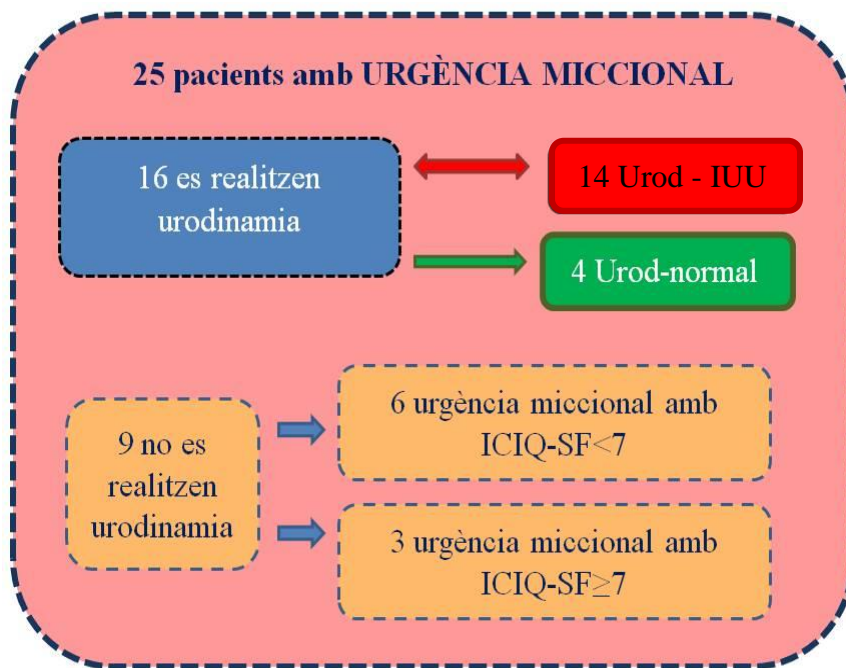 25 pacients amb URGÈNCIA MICCIONAL
16 es realitzen
urodinamia
14 Urod - IUU
4 Urod-normal
9 no es
realitzen
urodinamia
6 urgència miccional amb
ICIQ-SF<7
3 urgència miccional amb
ICIQ-SF≥7